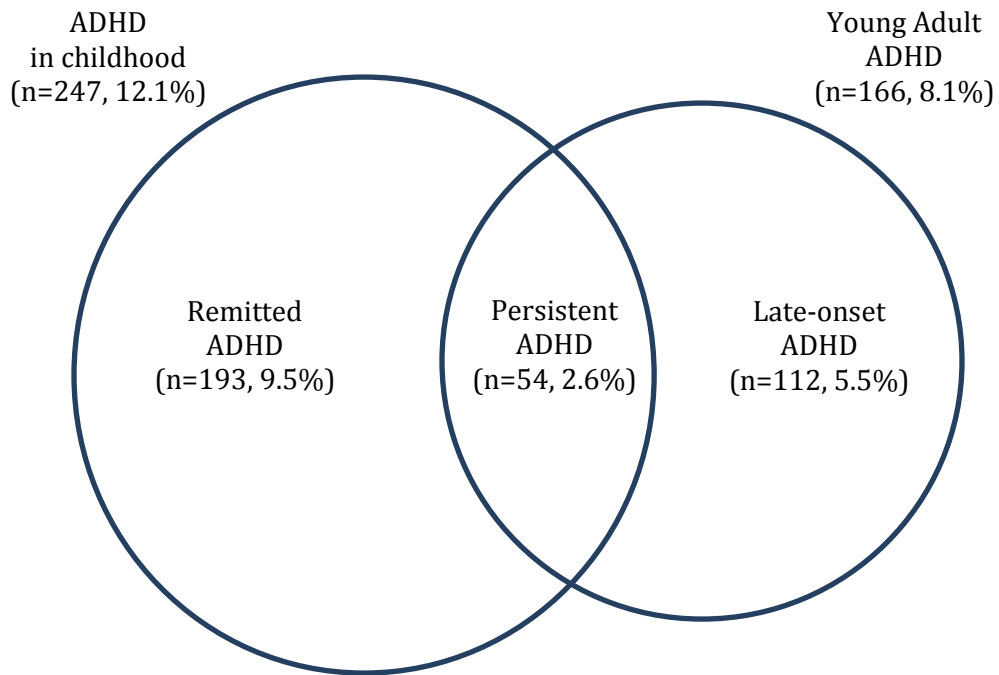 ADHD
in childhood
(n=247, 12.1%)
Young Adult
ADHD
(n=166, 8.1%)
Remitted
ADHD
(n=193, 9.5%)
Persistent
ADHD
(n=54, 2.6%)
Late-onset
ADHD
(n=112, 5.5%)